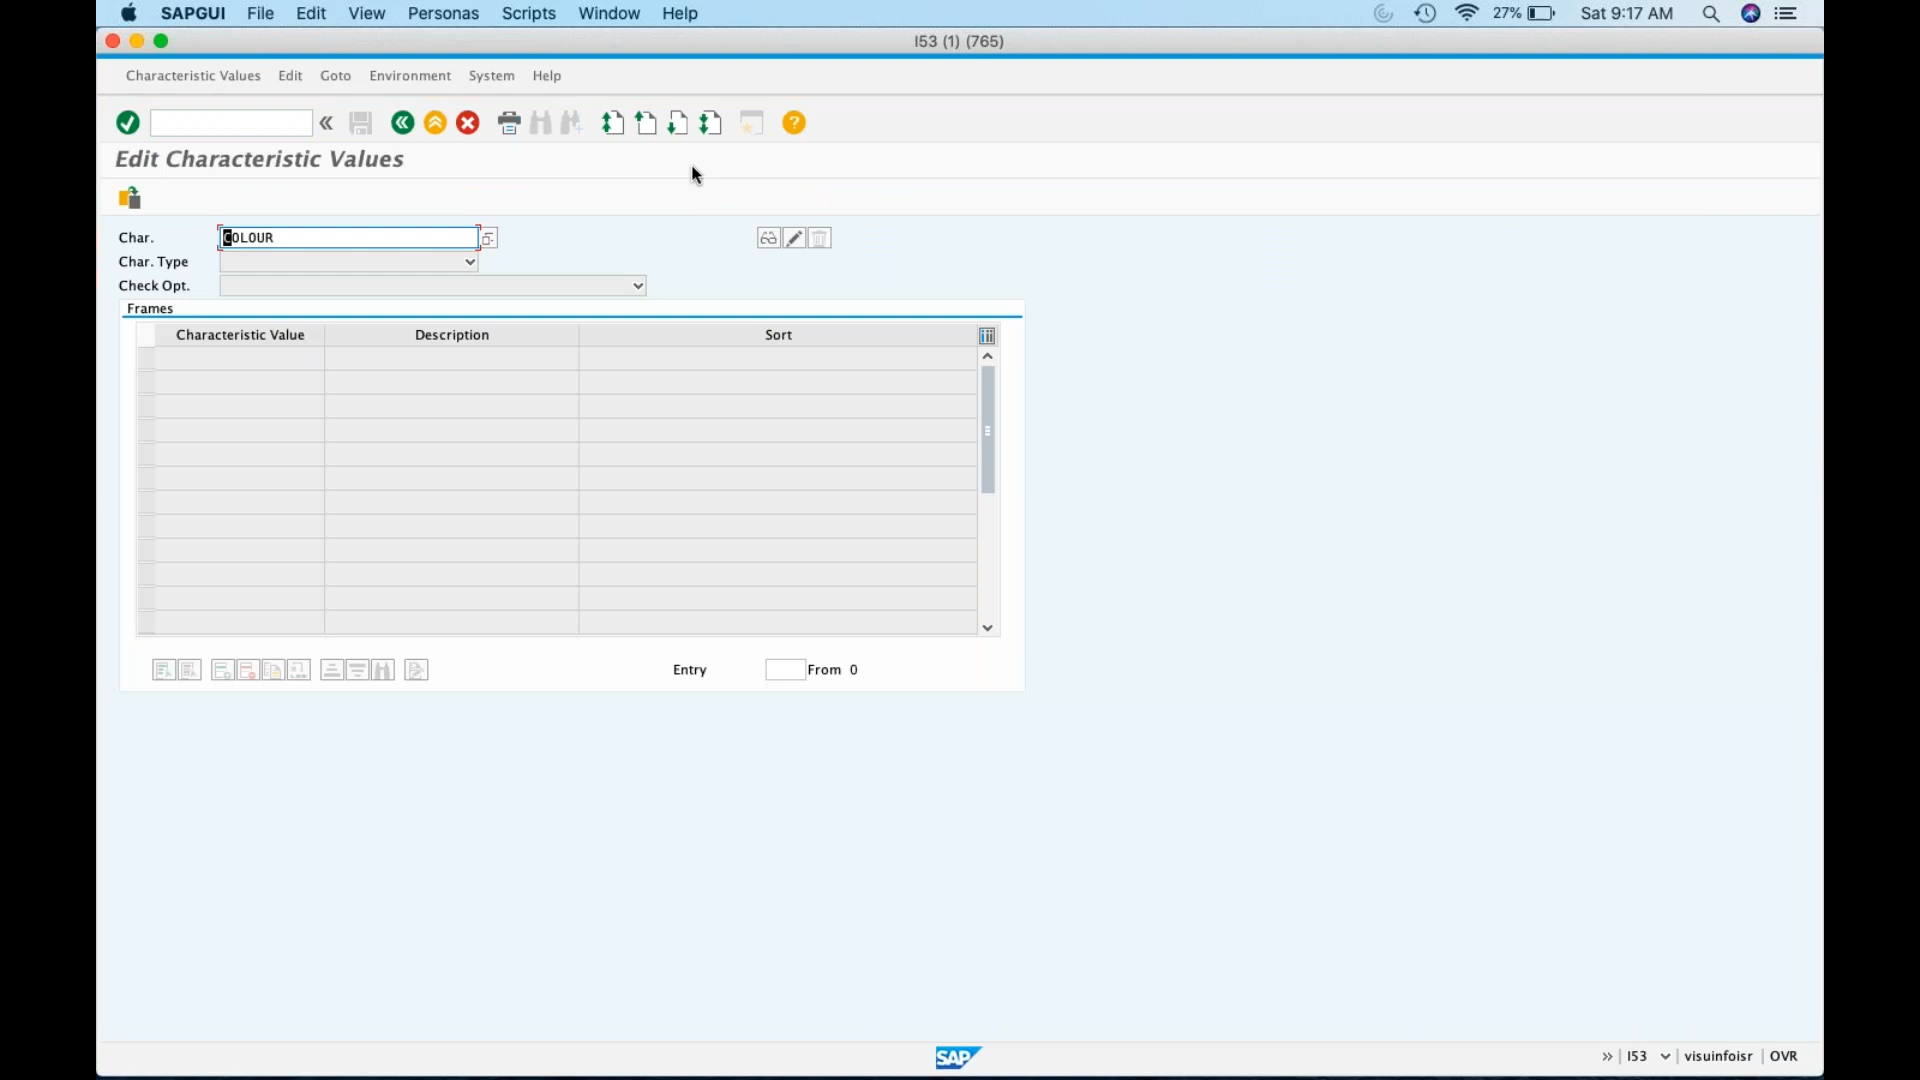 SAPGUI File Edit View Personas Scripts Window Help 27% Sat 9:17 AM
I53 (1) (765)
Characteristic Values Edit Goto Environment System Help
Edit Characteristic Values
Char. COLOUR
Char. Type
Check Opt.
Frames
Characteristic Value Description Sort
Entry From 0
SAP I53 visuinfoisr OVR